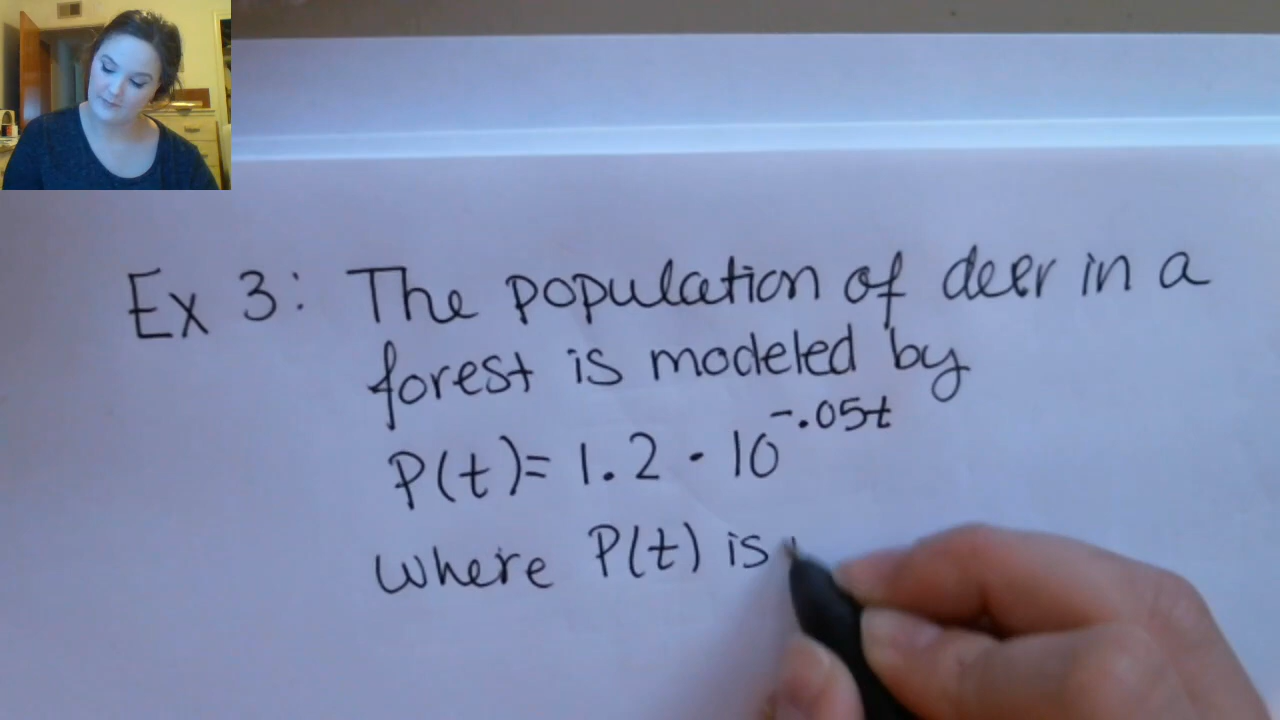 Ex 3: The population of deer in a
forest is modeled by
P(t)= 1.2 · 10^-.05t
where P(t) is